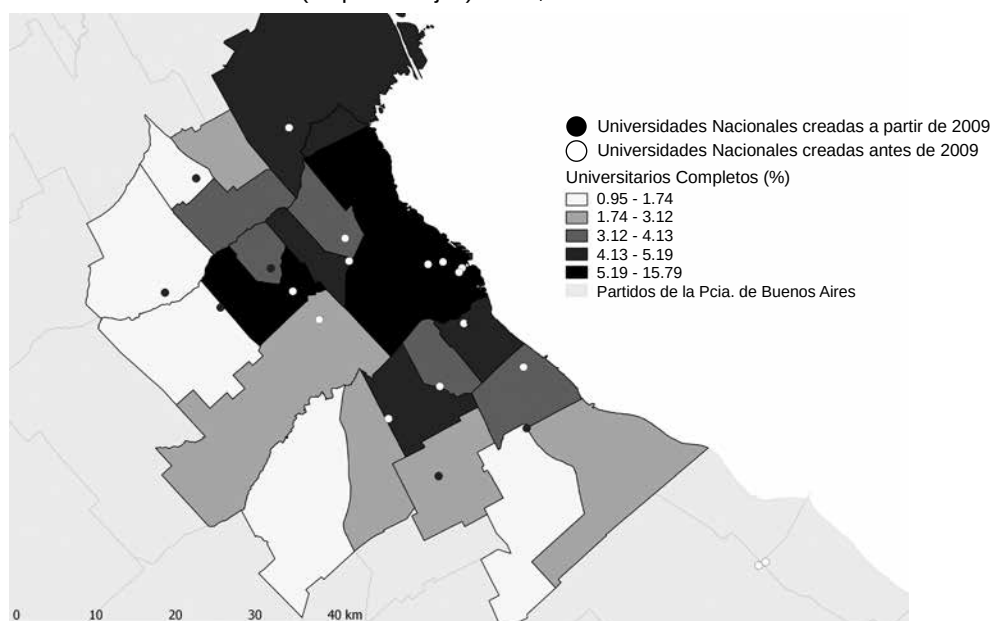 Universidades Nacionales creadas a partir de 2009
Universidades Nacionales creadas antes de 2009
Universitarios Completos (%)
0.95 - 1.74
1.74 - 3.12
3.12 - 4.13
4.13 - 5.19
5.19 - 15.79
Partidos de la Pcia. de Buenos Aires
0 10 20 30 40 km